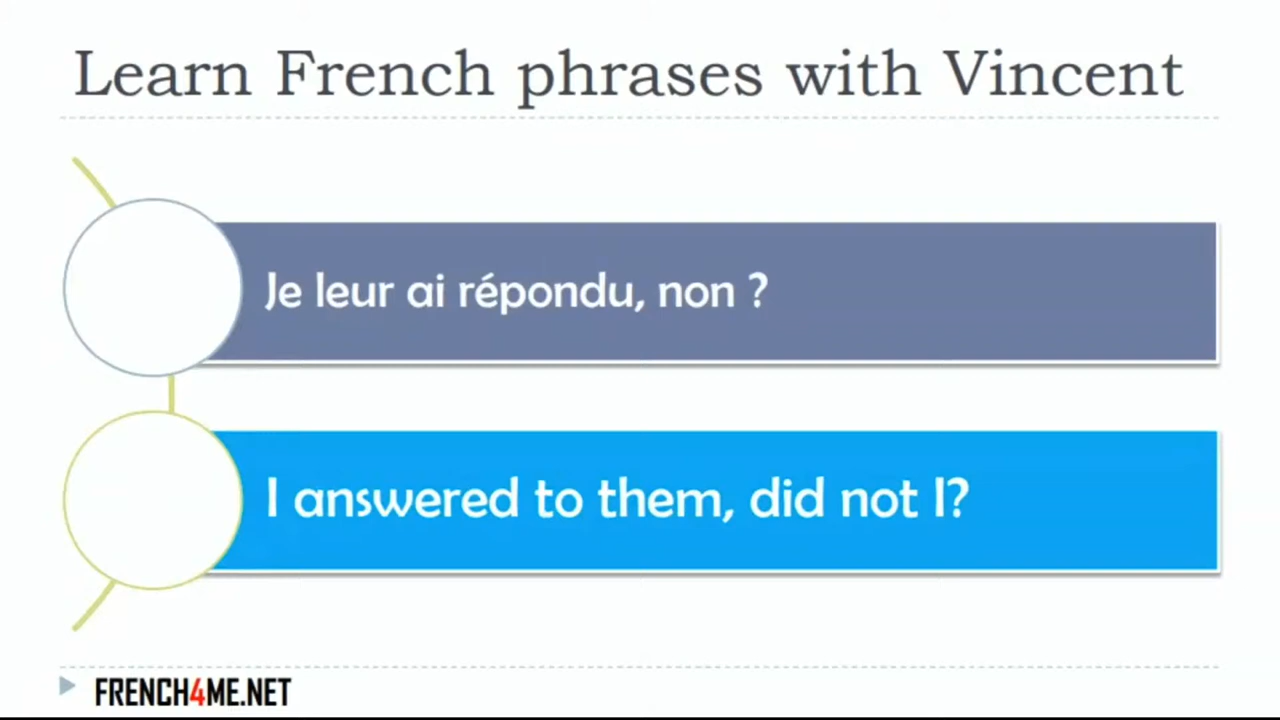 Learn French phrases with Vincent
Je leur ai répondu, non ?
I answered to them, did not I?
FRENCH4ME.NET